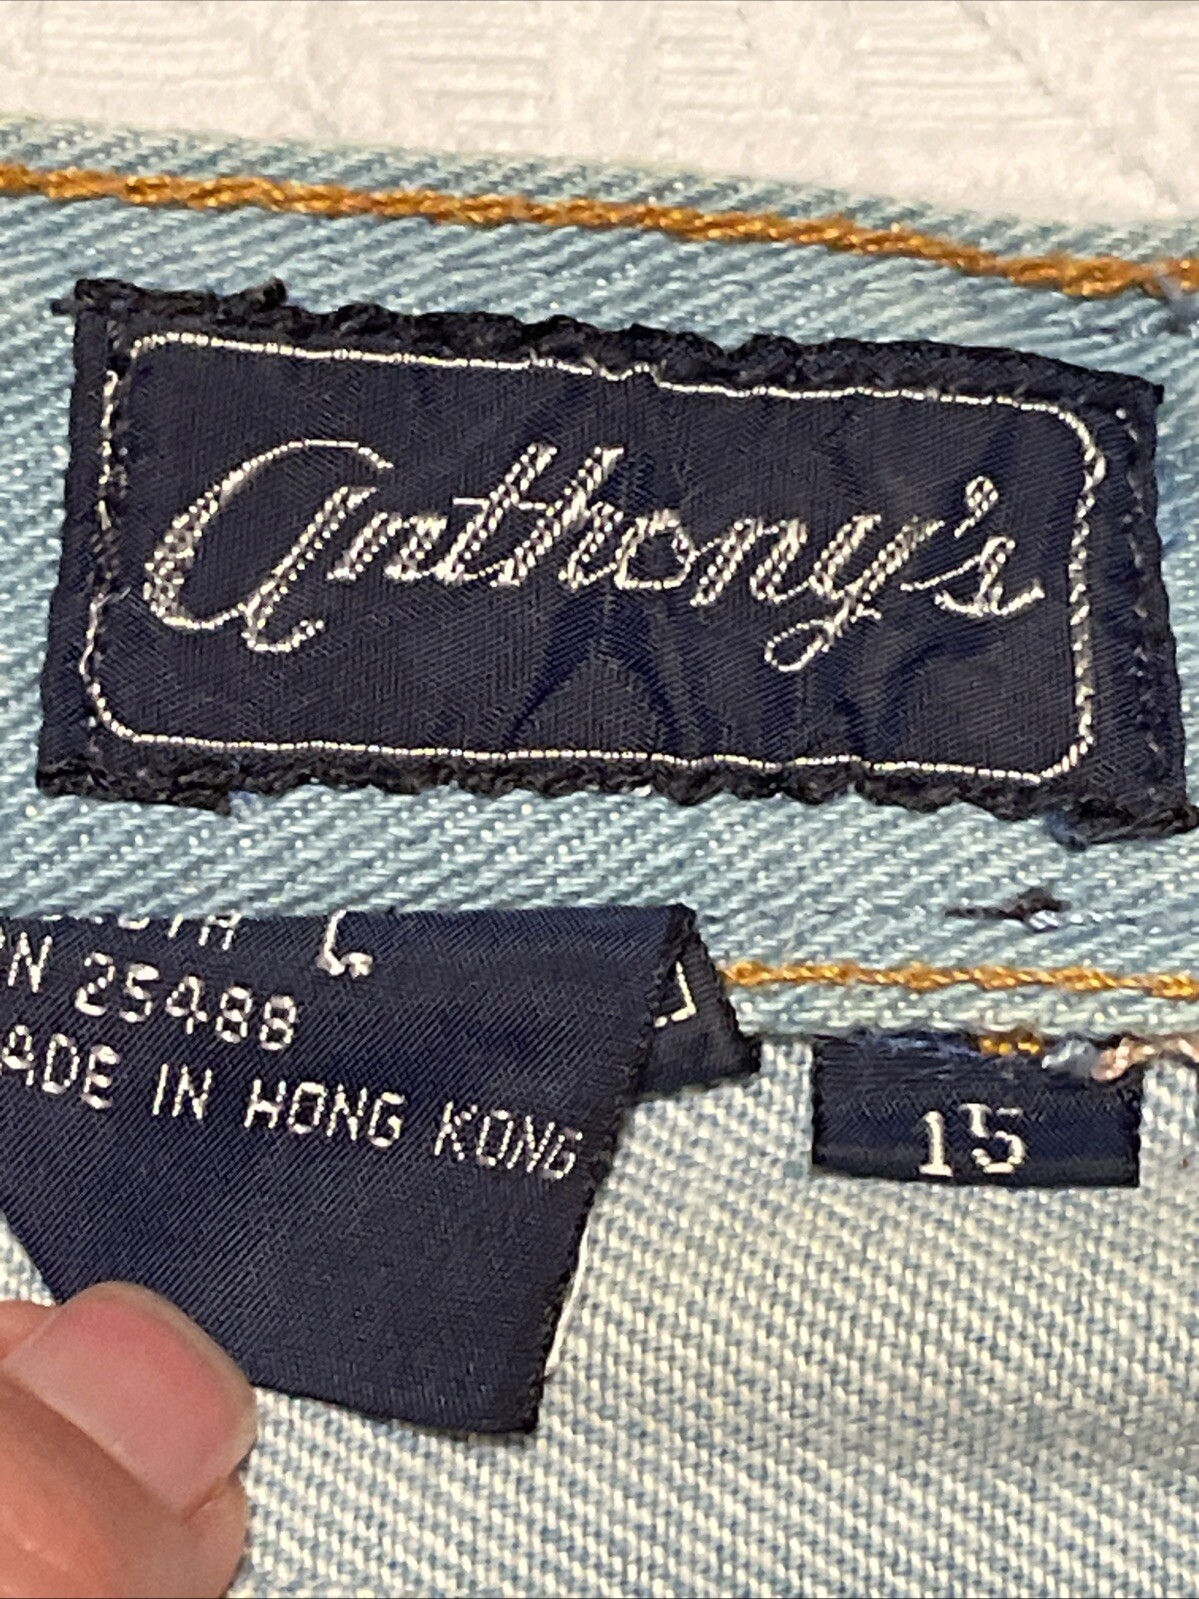 anthony's
N 25488
ADE IN HONG KONG
15